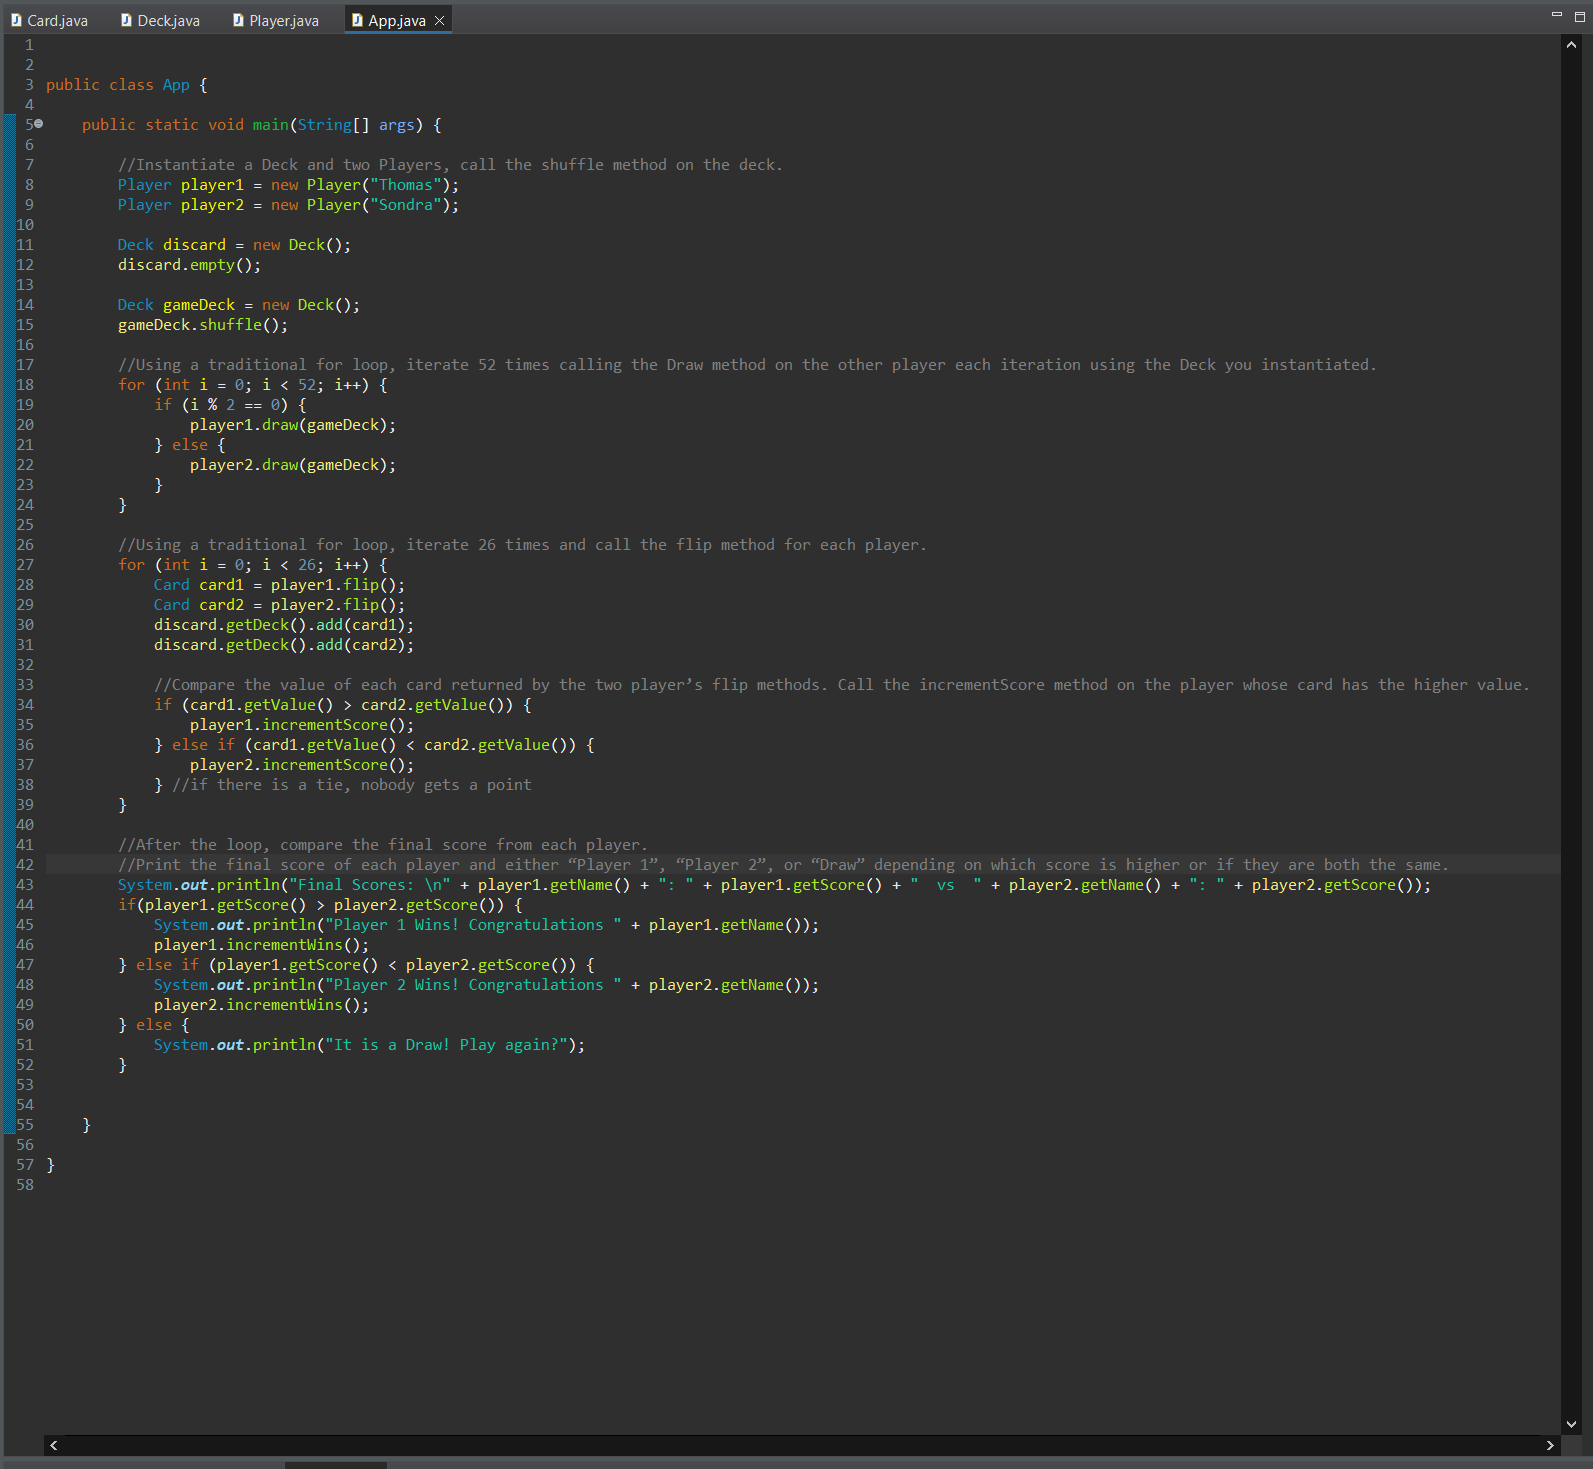 Card.java Deck.java Player.java App.java
1
2
3 public class App {
4
5 public static void main(String[] args) {
6
7 //Instantiate a Deck and two Players, call the shuffle method on the deck.
8 Player player1 = new Player("Thomas");
9 Player player2 = new Player("Sondra");
10
11 Deck discard = new Deck();
12 discard.empty();
13
14 Deck gameDeck = new Deck();
15 gameDeck.shuffle();
16
17 //Using a traditional for loop, iterate 52 times calling the Draw method on the other player each iteration using the Deck you instantiated.
18 for (int i = 0; i < 52; i++) {
19 if (i % 2 == 0) {
20 player1.draw(gameDeck);
21 } else {
22 player2.draw(gameDeck);
23 }
24 }
25
26 //Using a traditional for loop, iterate 26 times and call the flip method for each player.
27 for (int i = 0; i < 26; i++) {
28 Card card1 = player1.flip();
29 Card card2 = player2.flip();
30 discard.getDeck().add(card1);
31 discard.getDeck().add(card2);
32
33 //Compare the value of each card returned by the two player’s flip methods. Call the incrementScore method on the player whose card has the higher value.
34 if (card1.getValue() > card2.getValue()) {
35 player1.incrementScore();
36 } else if (card1.getValue() < card2.getValue()) {
37 player2.incrementScore();
38 } //if there is a tie, nobody gets a point
39 }
40
41 //After the loop, compare the final score from each player.
42 //Print the final score of each player and either “Player 1”, “Player 2”, or “Draw” depending on which score is higher or if they are both the same.
43 System.out.println("Final Scores: \n" + player1.getName() + ": " + player1.getScore() + "  vs  " + player2.getName() + ": " + player2.getScore());
44 if(player1.getScore() > player2.getScore()) {
45 System.out.println("Player 1 Wins! Congratulations " + player1.getName());
46 player1.incrementWins();
47 } else if (player1.getScore() < player2.getScore()) {
48 System.out.println("Player 2 Wins! Congratulations " + player2.getName());
49 player2.incrementWins();
50 } else {
51 System.out.println("It is a Draw! Play again?");
52 }
53
54
55 }
56
57 }
58